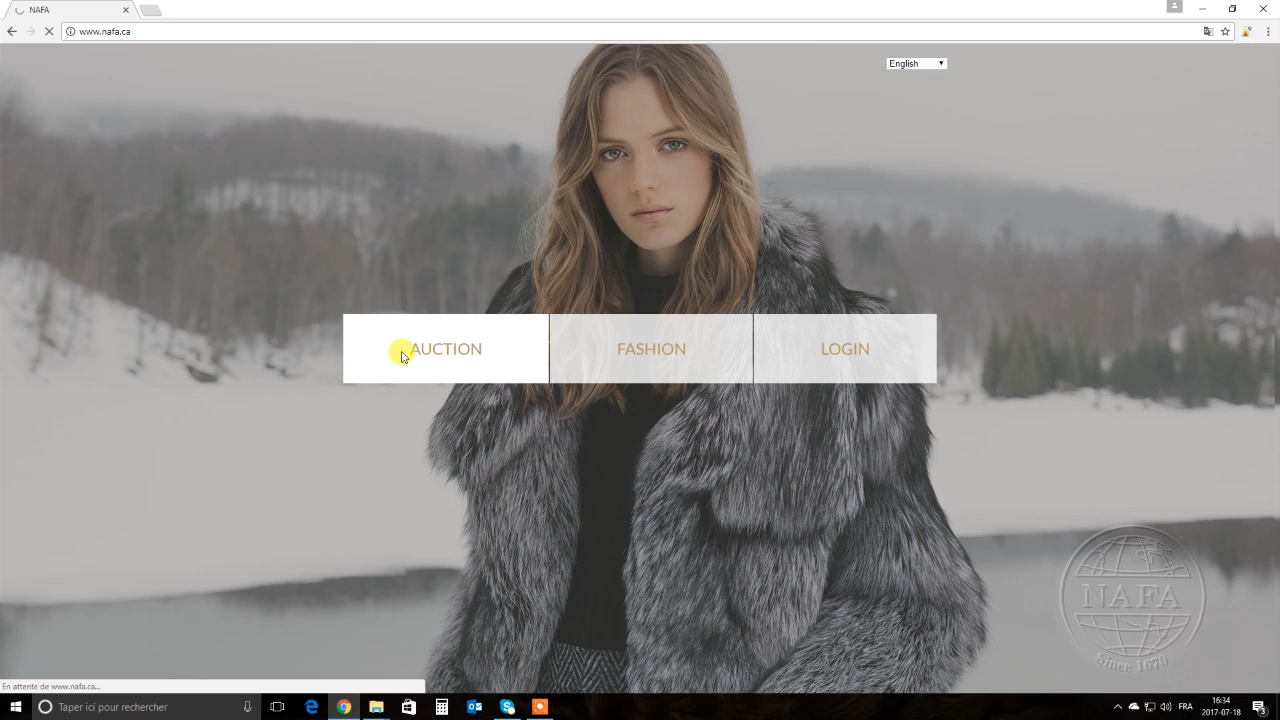 NAFA
www.nafa.ca
English
AUCTION
FASHION
LOGIN
NAFA
Since 1670
En attente de www.nafa.ca...
Taper ici pour rechercher
FRA
16:34
2017-07-18
3